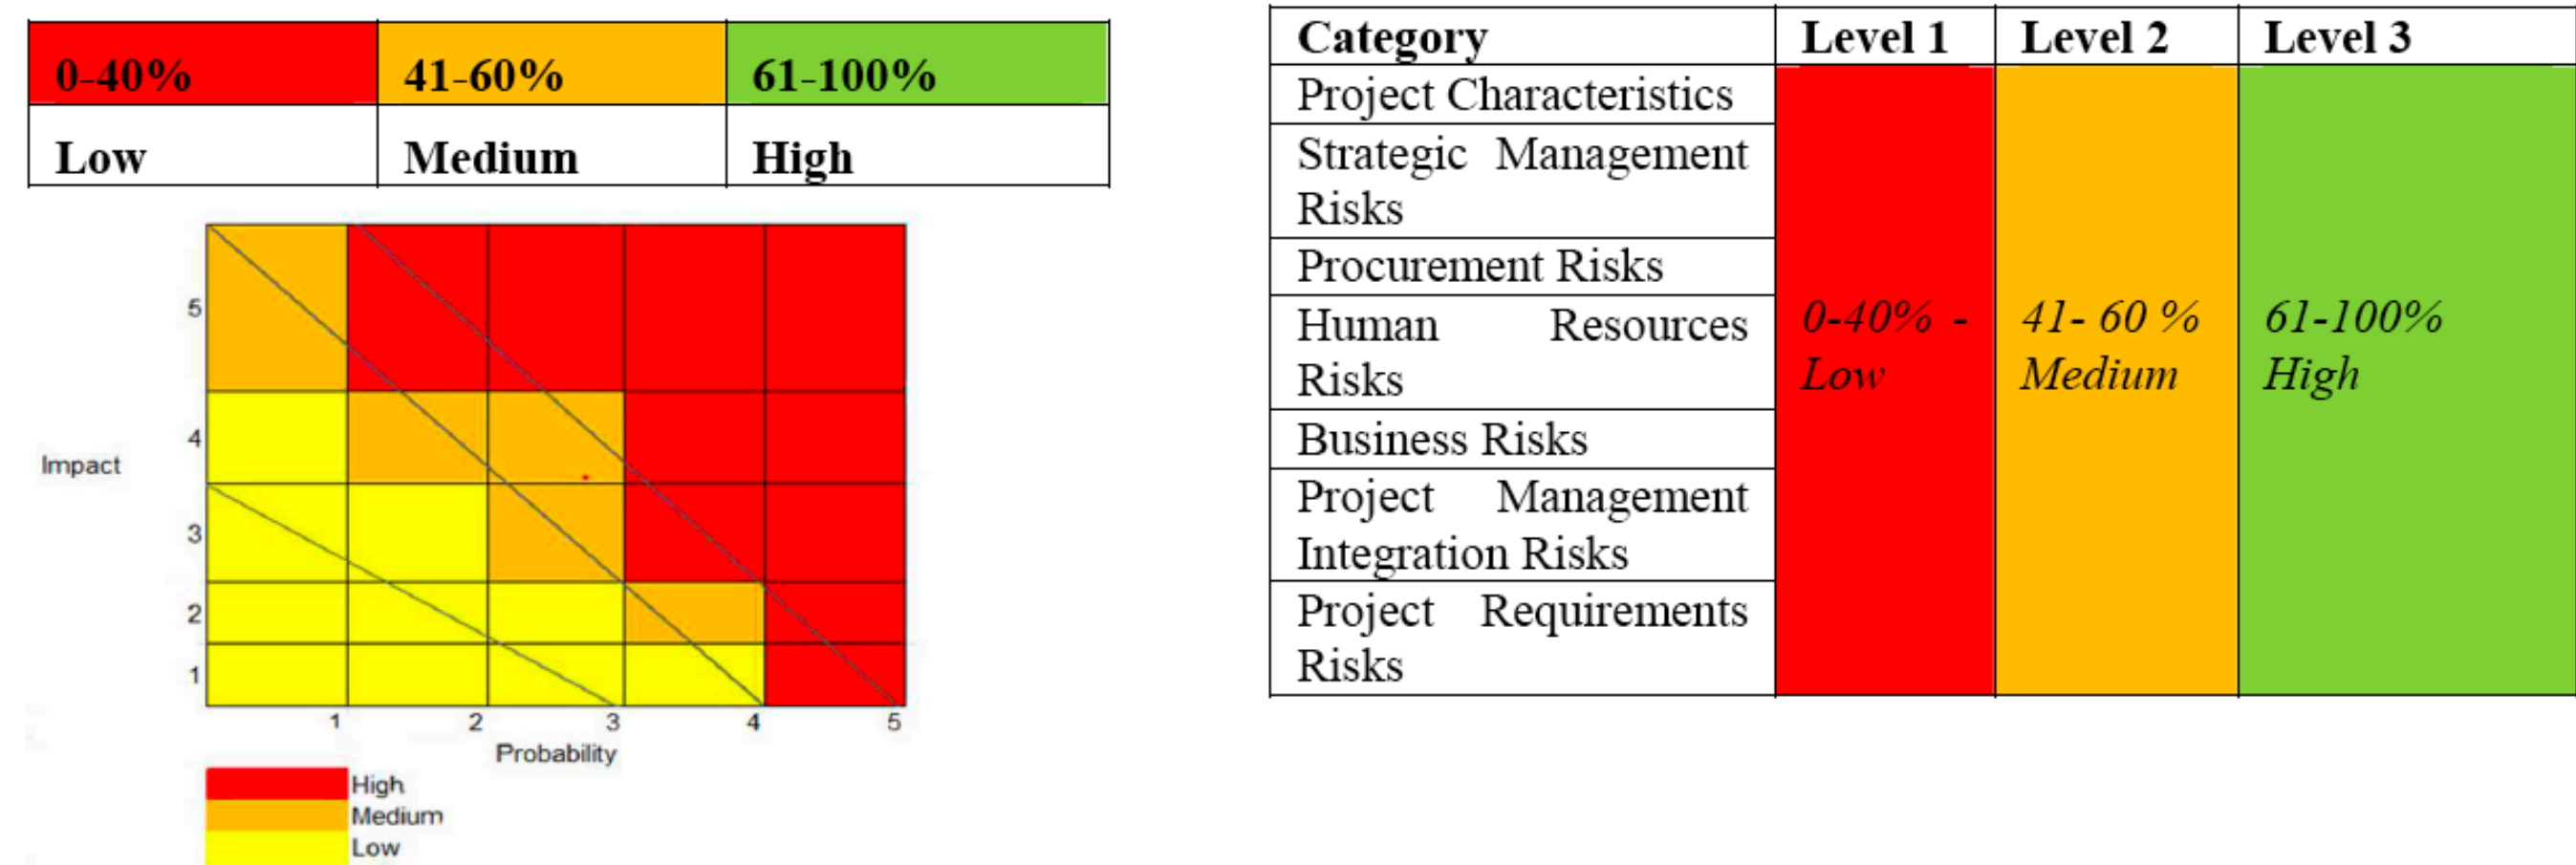 0-40% 41-60% 61-100%
Low Medium High
5
4
Impact
3
2
1
1 2 3 4 5
Probability
High
Medium
Low
Category Level 1 Level 2 Level 3
Project Characteristics
Strategic Management
Risks
Procurement Risks
Human Resources
Risks
0-40% - 41- 60 % 61-100%
Low Medium High
Business Risks
Project Management
Integration Risks
Project Requirements
Risks